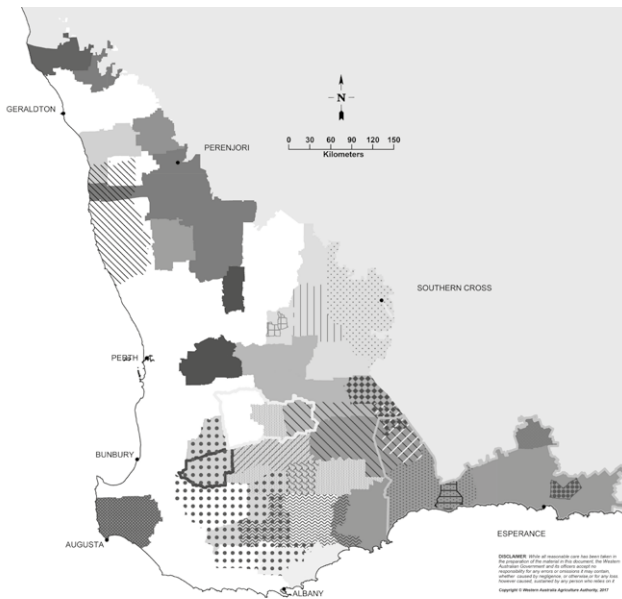 GERALDTON
N
0 30 60 90 120 150
Kilometers
PERENJORI
SOUTHERN CROSS
PERTH
BUNBURY
ESPERANCE
AUGUSTA
ALBANY
DISCLAIMER: While all reasonable care has been taken in
the preparation of the material in this document, the Western
Australian Government and its officers accept no
responsibility for any errors or omissions it may contain,
whether caused by negligence, or otherwise or for any loss
however caused, sustained by any person who relies on it
Copyright © Western Australia Agriculture Authority, 2017